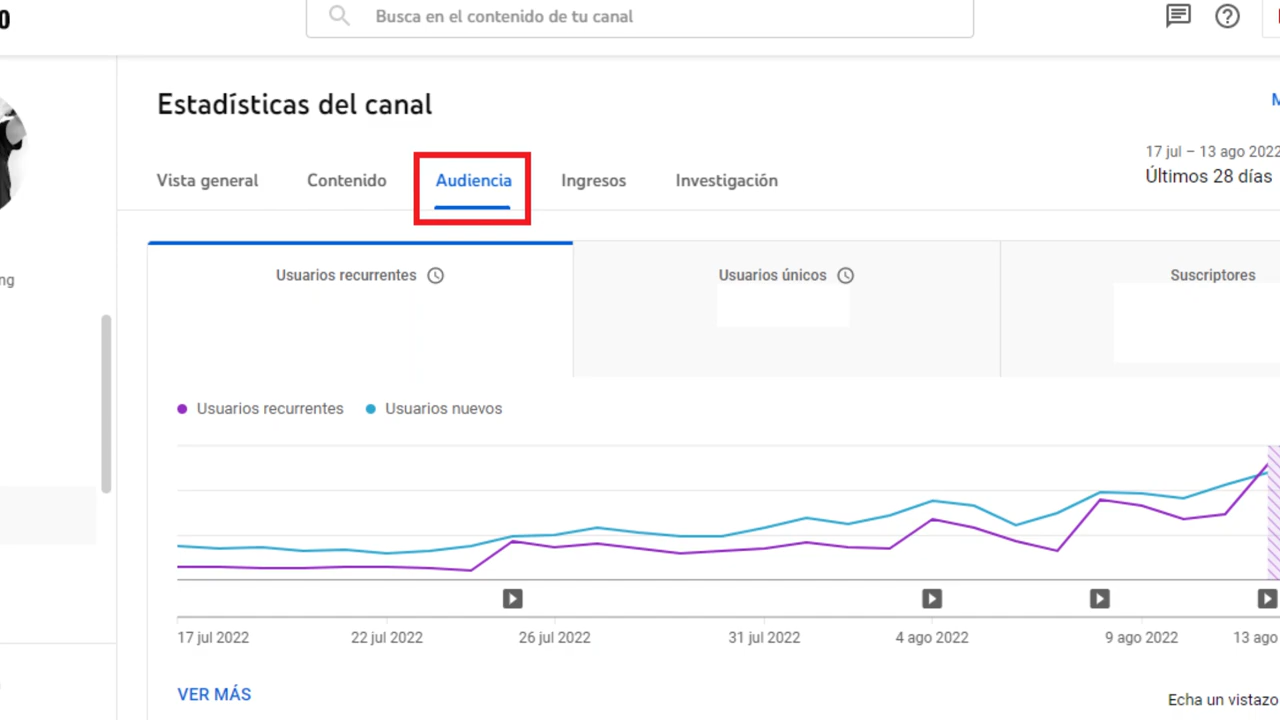 Busca en el contenido de tu canal
Estadísticas del canal
17 jul – 13 ago 2022
Últimos 28 días
Vista general Contenido Audiencia Ingresos Investigación
Usuarios recurrentes Usuarios únicos Suscriptores
ng
Usuarios recurrentes Usuarios nuevos
17 jul 2022 22 jul 2022 26 jul 2022 31 jul 2022 4 ago 2022 9 ago 2022 13 ago
VER MÁS
Echa un vistazo